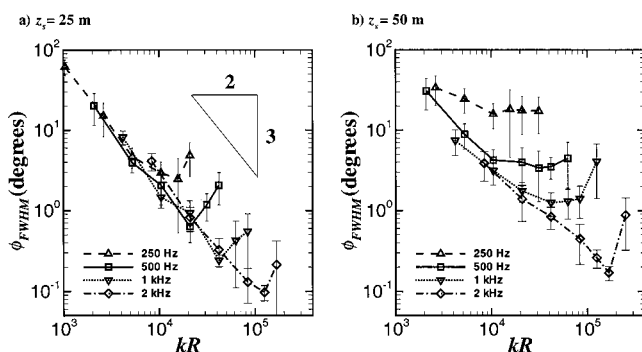 a) z_s = 25 m
b) z_s = 50 m
ϕ_FWHM (degrees)
10^2
10^1
10^0
10^-1
2
3
250 Hz
500 Hz
1 kHz
2 kHz
10^3
10^4
10^5
kR
ϕ_FWHM (degrees)
10^2
10^1
10^0
10^-1
250 Hz
500 Hz
1 kHz
2 kHz
10^3
10^4
10^5
kR